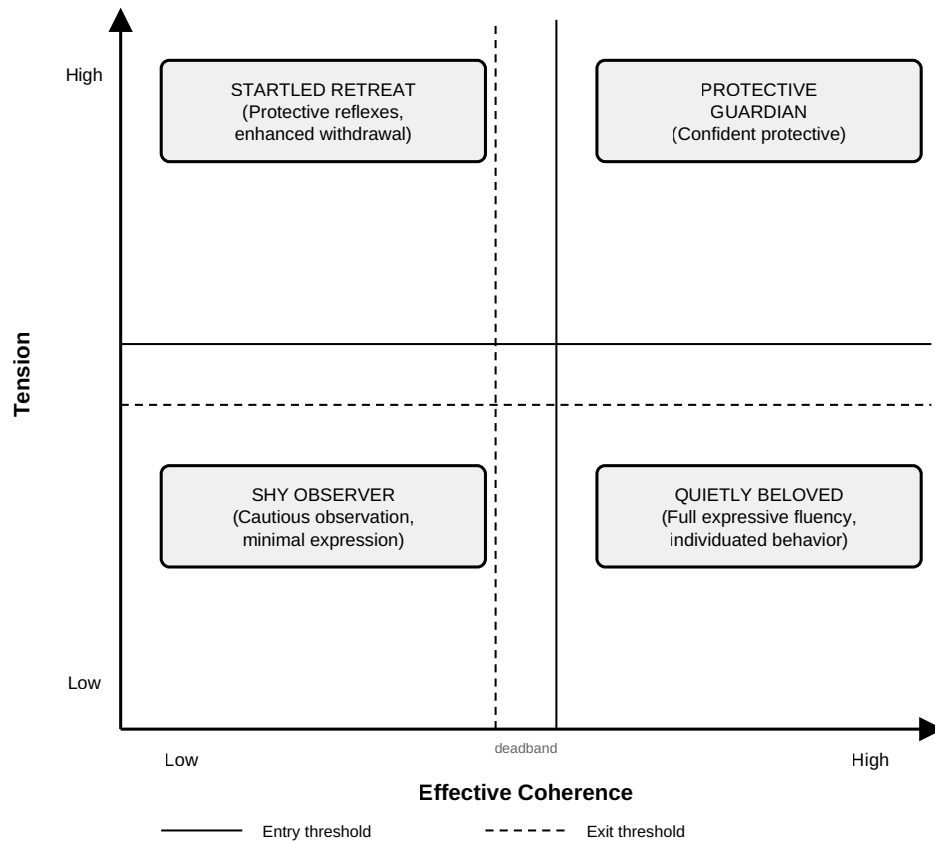 High
STARTLED RETREAT
(Protective reflexes,
enhanced withdrawal)
PROTECTIVE
GUARDIAN
(Confident protective)
Tension
SHY OBSERVER
(Cautious observation,
minimal expression)
QUIETLY BELOVED
(Full expressive fluency,
individuated behavior)
Low
deadband
Low
High
Effective Coherence
Entry threshold
Exit threshold